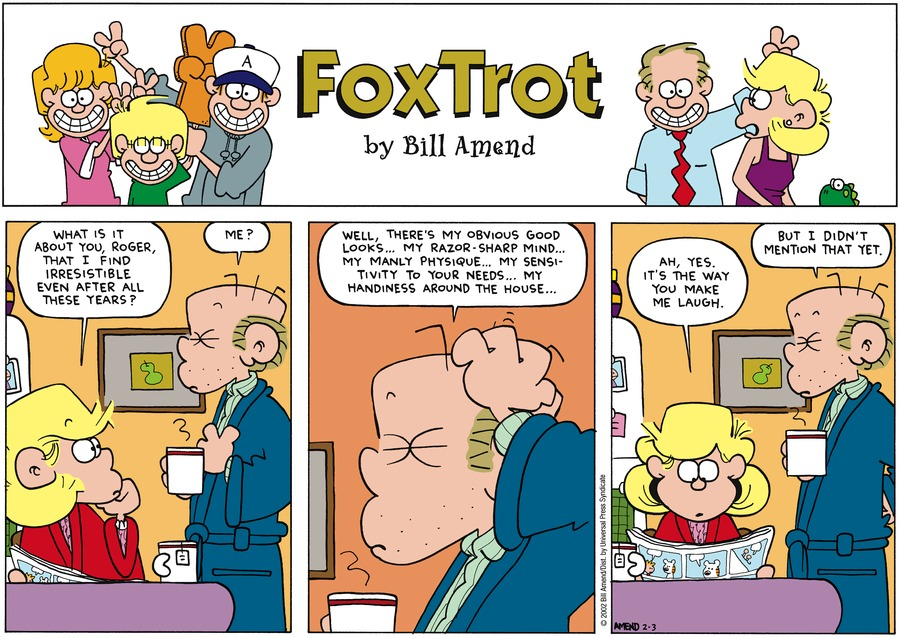 A
FoxTrot
by Bill Amend
WHAT IS IT
ABOUT YOU, ROGER,
THAT I FIND
IRRESISTIBLE
EVEN AFTER ALL
THESE YEARS?
ME?
WELL, THERE'S MY OBVIOUS GOOD
LOOKS... MY RAZOR-SHARP MIND...
MY MANLY PHYSIQUE... MY SENSI-
TIVITY TO YOUR NEEDS... MY
HANDINESS AROUND THE HOUSE...
© 2002 Bill Amend/Dist. by Universal Press Syndicate
AH, YES.
IT'S THE WAY
YOU MAKE
ME LAUGH.
BUT I DIDN'T
MENTION THAT YET.
AMEND 2-3